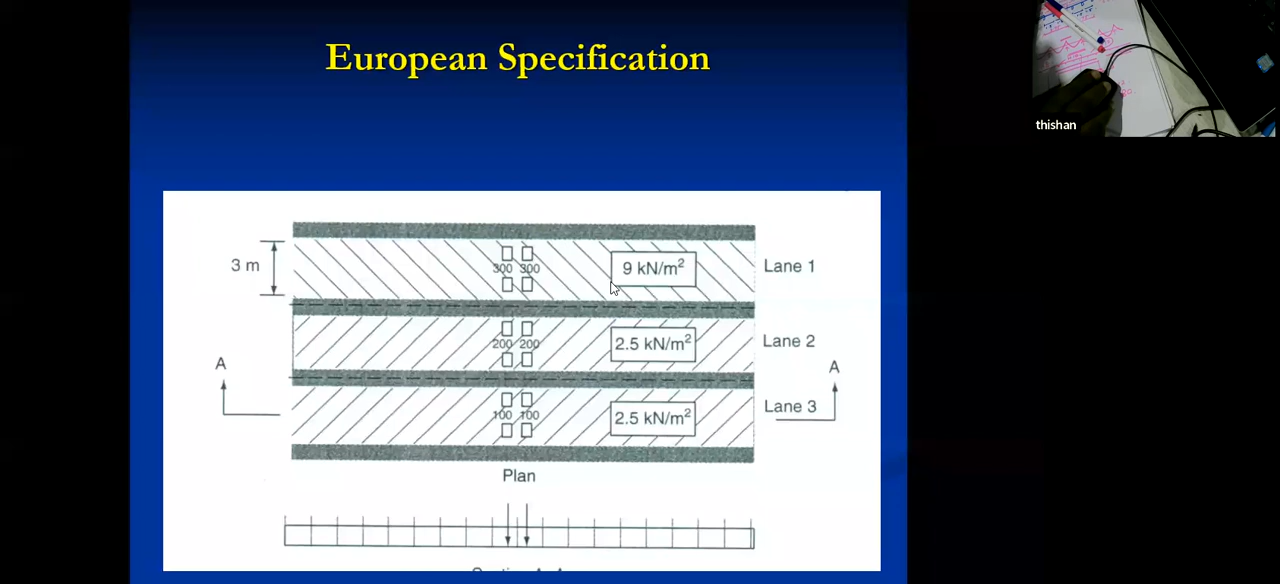 European Specification
thishan
3 m
300 300
9 kN/m²
Lane 1
200 200
2.5 kN/m²
Lane 2
A
A
100 100
2.5 kN/m²
Lane 3
Plan